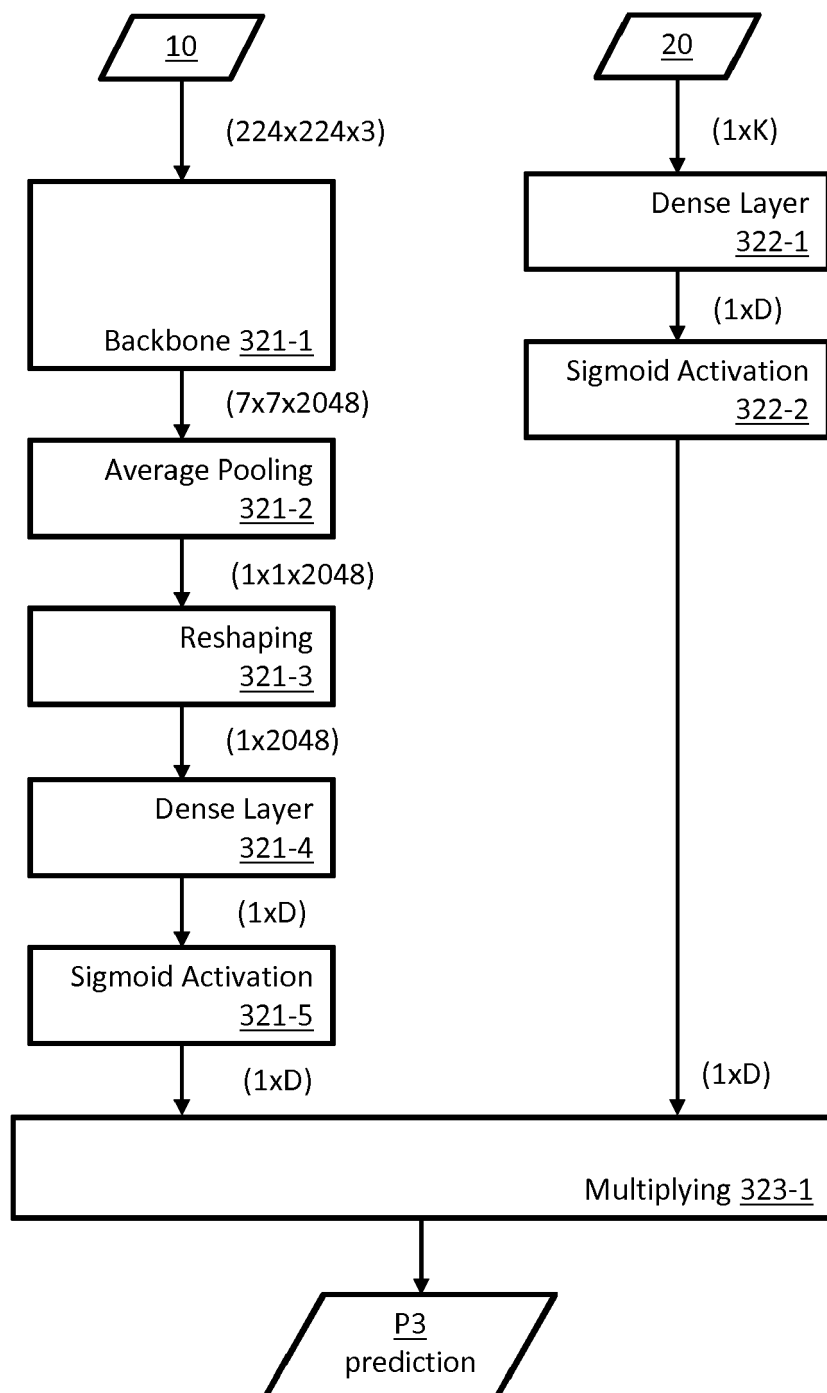 10
(224x224x3)
Backbone 321-1
(7x7x2048)
Average Pooling
321-2
(1x1x2048)
Reshaping
321-3
(1x2048)
Dense Layer
321-4
(1xD)
Sigmoid Activation
321-5
(1xD)
20
(1xK)
Dense Layer
322-1
(1xD)
Sigmoid Activation
322-2
(1xD)
Multiplying 323-1
P3
prediction